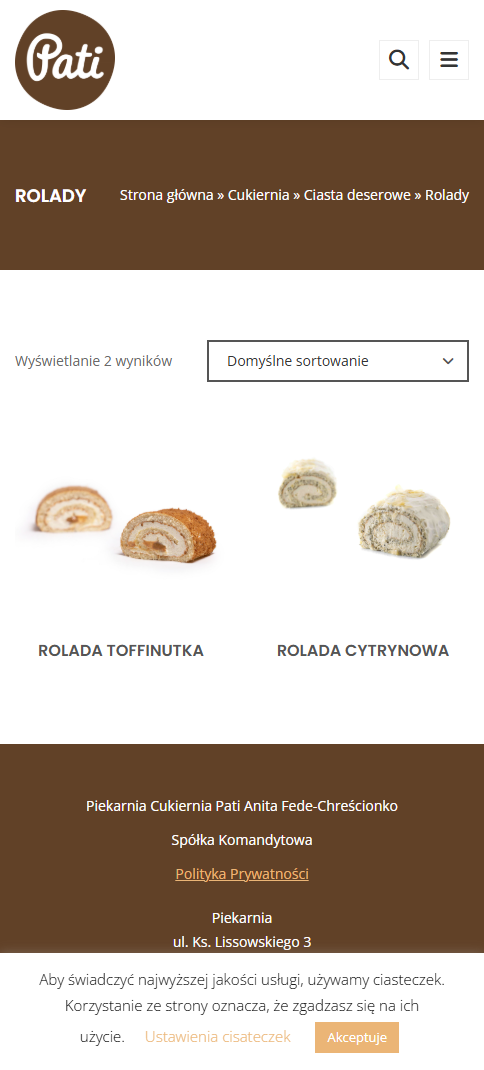 Pati
ROLADY
Strona główna » Cukiernia » Ciasta deserowe » Rolady
Wyświetlanie 2 wyników
Domyślne sortowanie
ROLADA TOFFINUTKA
ROLADA CYTRYNOWA
Piekarnia Cukiernia Pati Anita Fede-Chreścionko
Spółka Komandytowa
Polityka Prywatności
Piekarnia
ul. Ks. Lissowskiego 3
Aby świadczyć najwyższej jakości usługi, używamy ciasteczek.
Korzystanie ze strony oznacza, że zgadzasz się na ich
użycie. Ustawienia cisateczek Akceptuje